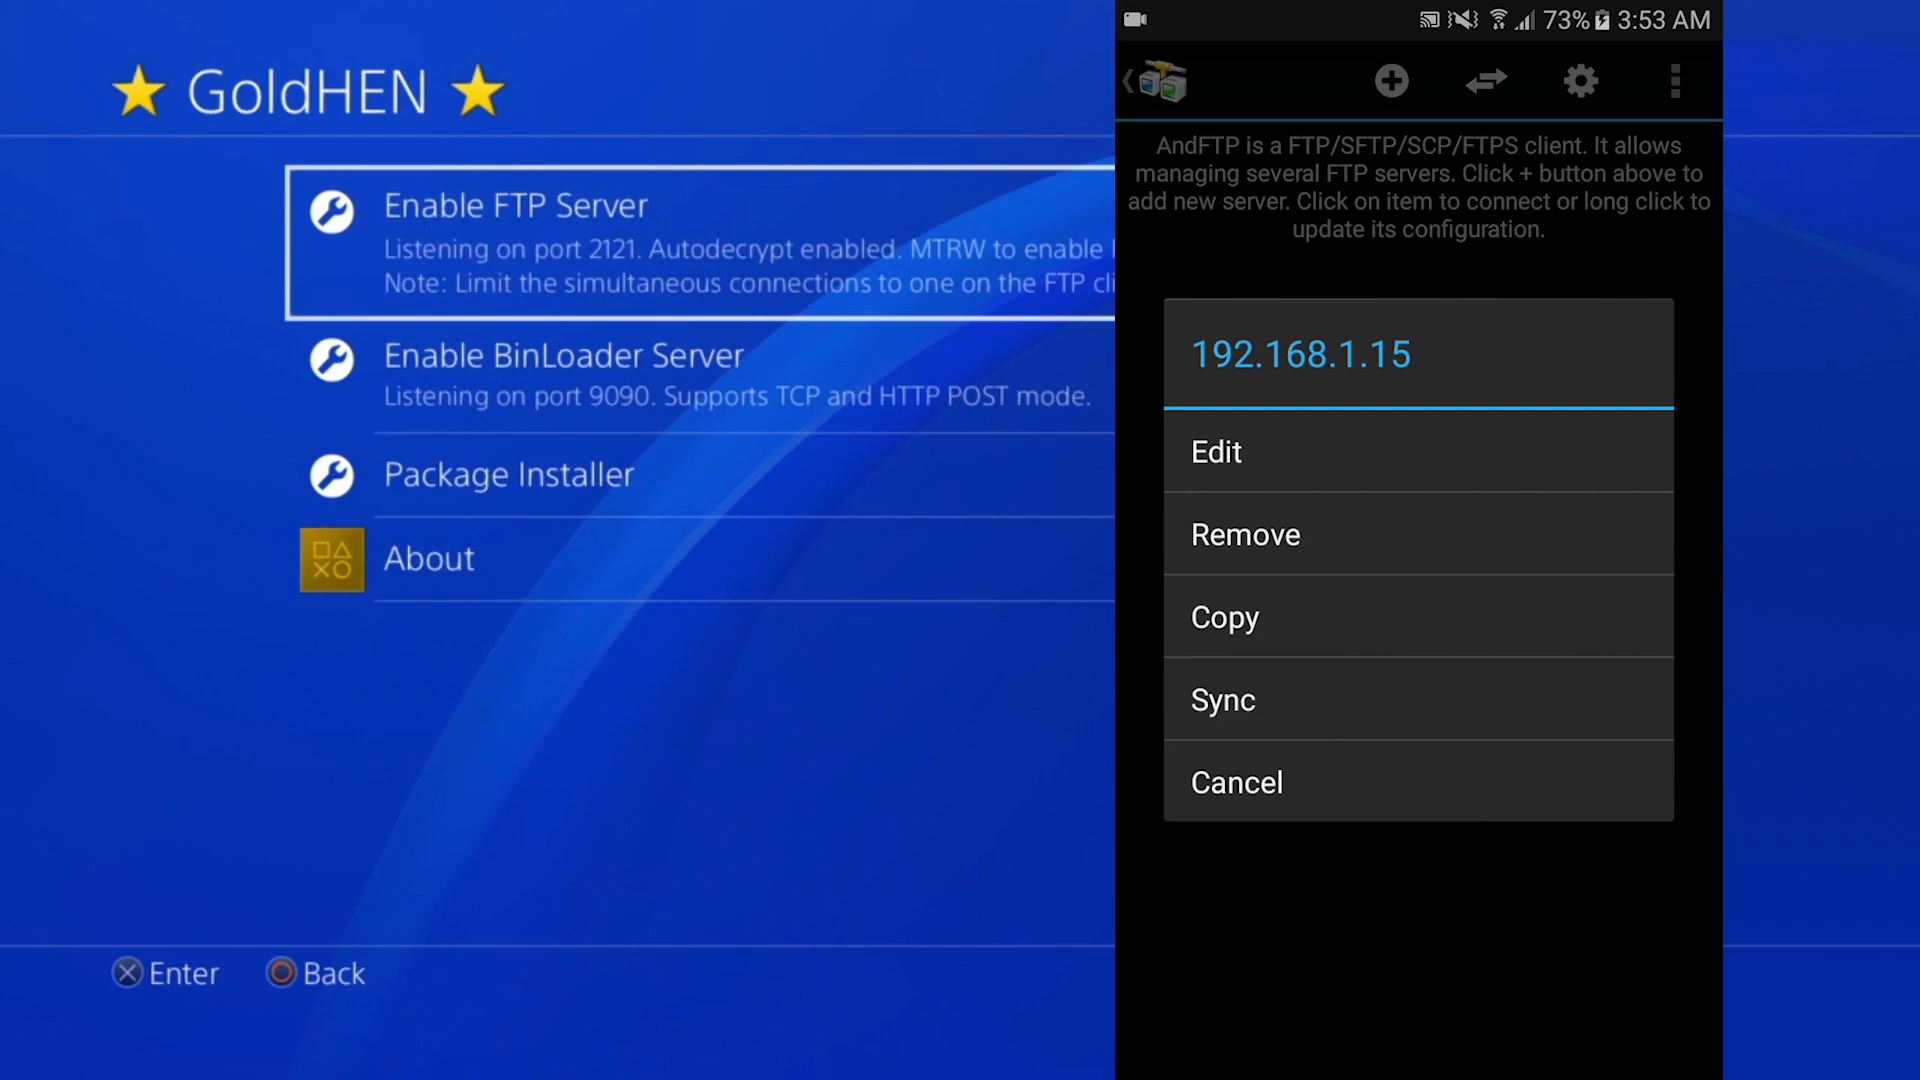 GoldHEN
Enable FTP Server
Listening on port 2121. Autodecrypt enabled. MTRW to enable
Note: Limit the simultaneous connections to one on the FTP
Enable BinLoader Server
Listening on port 9090. Supports TCP and HTTP POST mode.
Package Installer
About
Enter
Back
73% 3:53 AM
AndFTP is a FTP/SFTP/SCP/FTPS client. It allows
managing several FTP servers. Click + button above to
add new server. Click on item to connect or long click to
update its configuration.
192.168.1.15
Edit
Remove
Copy
Sync
Cancel